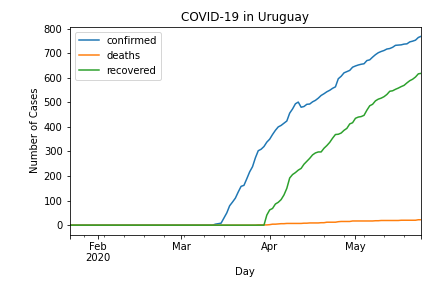 COVID-19 in Uruguay
confirmed
deaths
recovered
Number of Cases
800
700
600
500
400
300
200
100
0
Feb
2020
Mar
Apr
May
Day